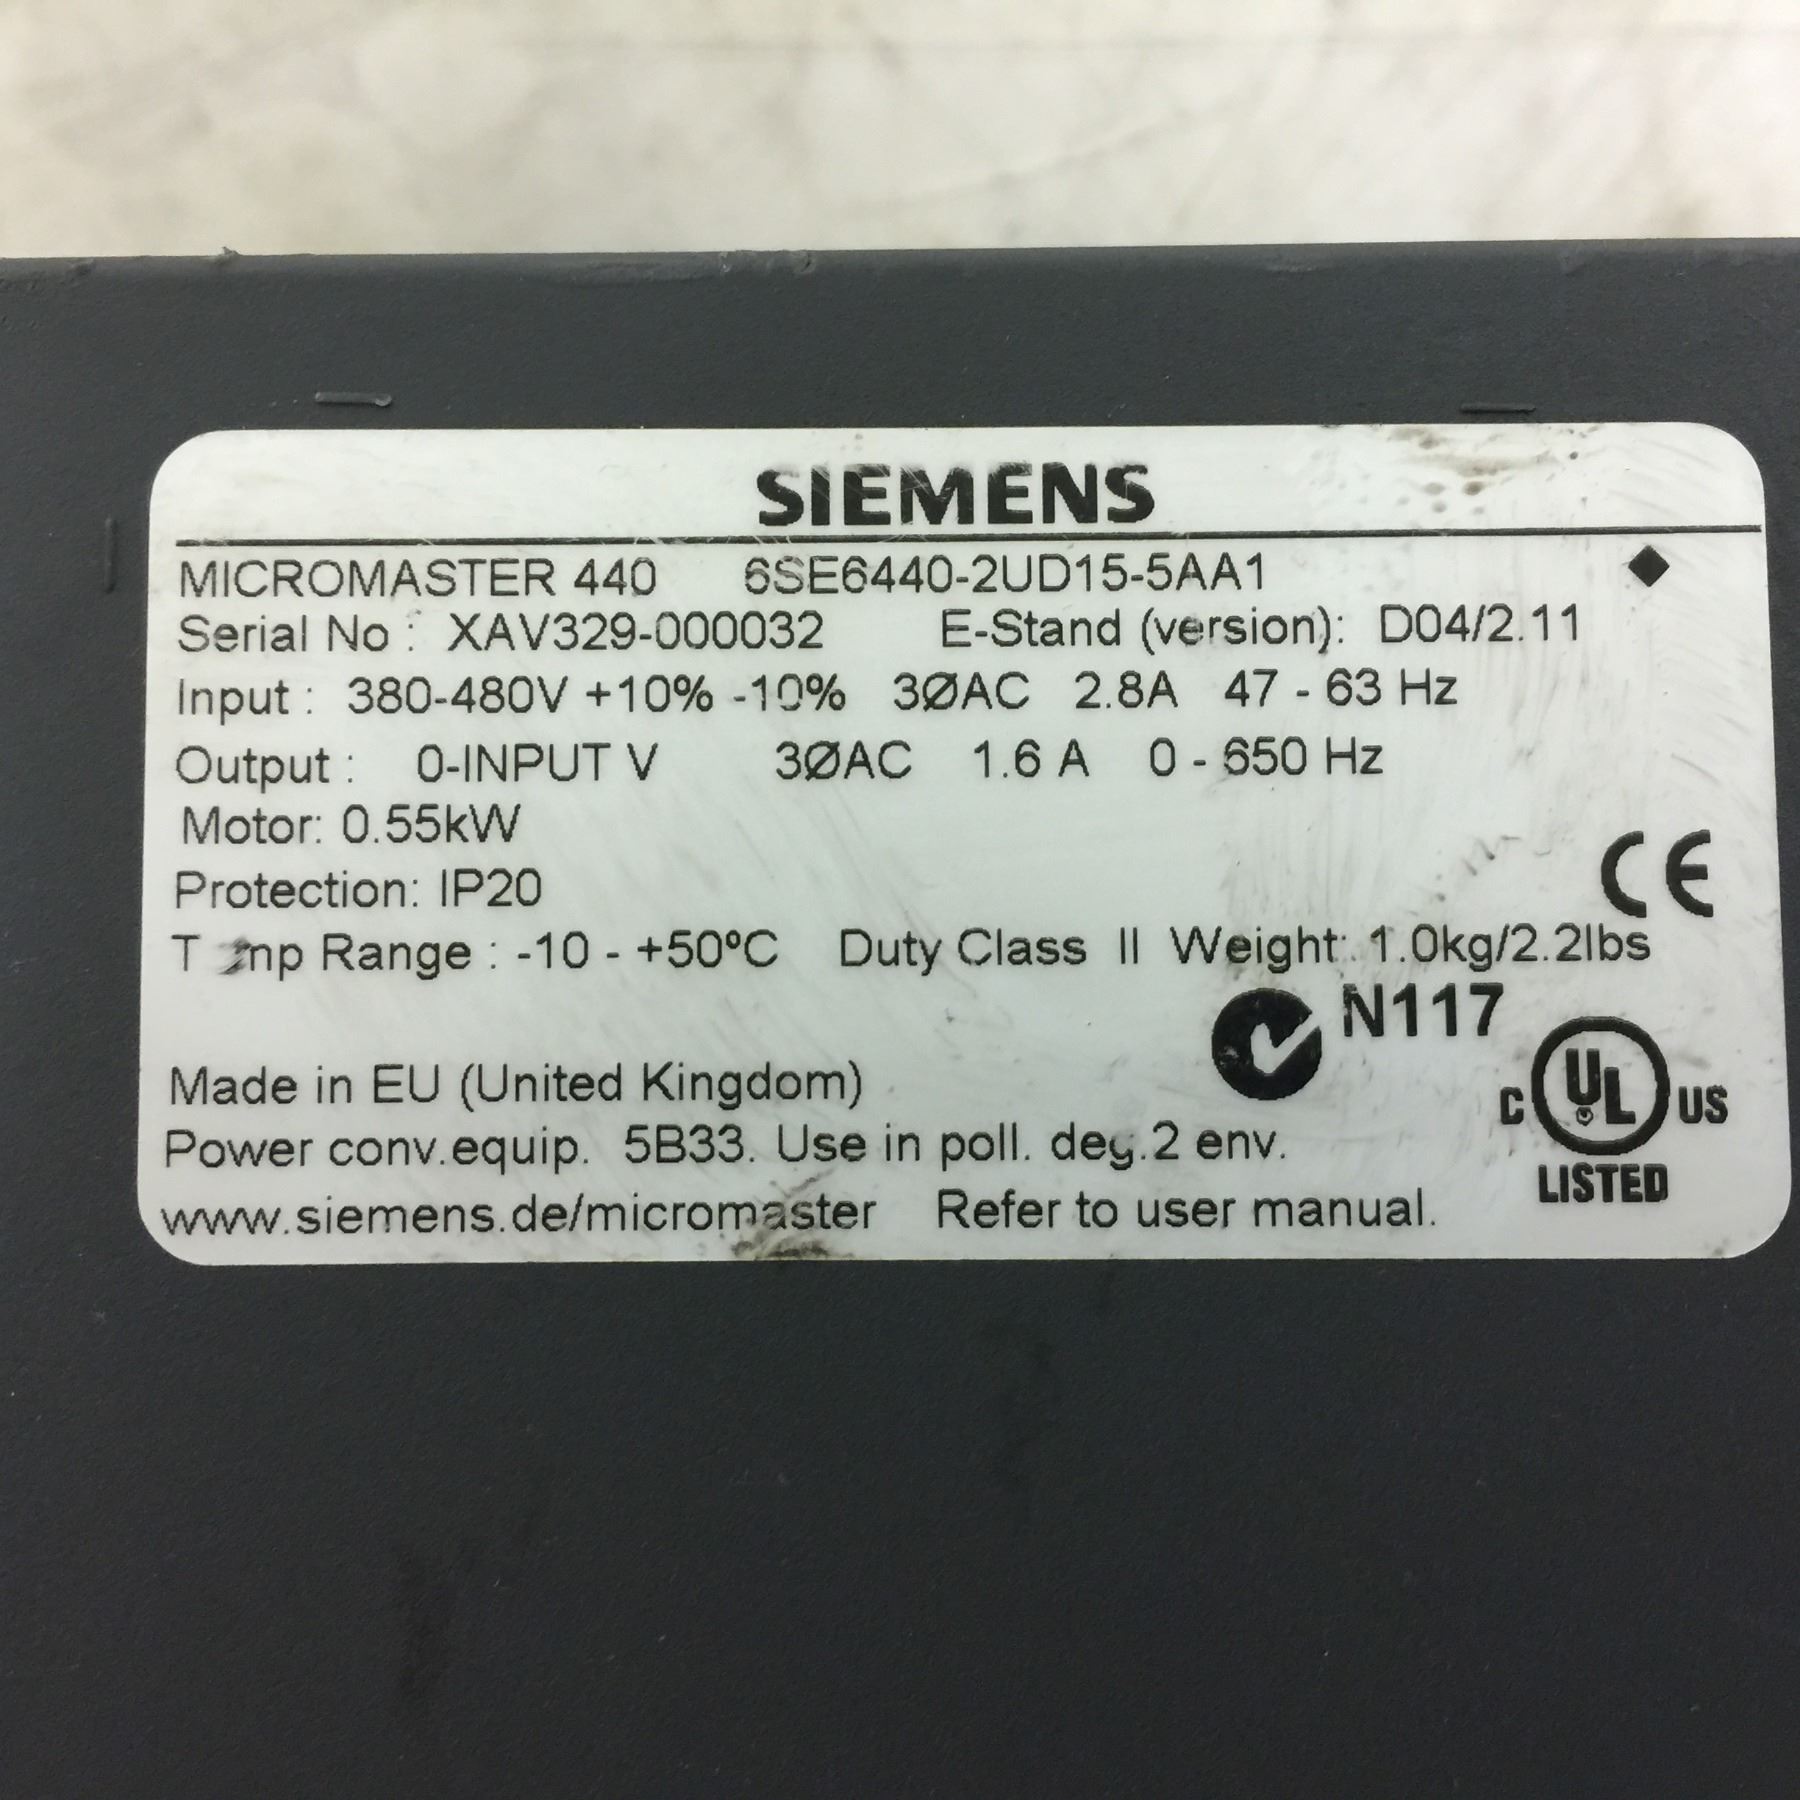 SIEMENS
MICROMASTER 440 6SE6440-2UD15-5AA1
Serial No : XAV329-000032 E-Stand (version): D04/2.11
Input : 380-480V +10% -10% 3ØAC 2.8A 47 - 63 Hz
Output : 0-INPUT V 3ØAC 1.6 A 0 - 650 Hz
Motor: 0.55kW
Protection: IP20
CE
Temp Range : -10 - +50ºC Duty Class II Weight: 1.0kg/2.2lbs
N117
Made in EU (United Kingdom)
C UL US
Power conv.equip. 5B33. Use in poll. deg.2 env.
LISTED
www.siemens.de/micromaster Refer to user manual.